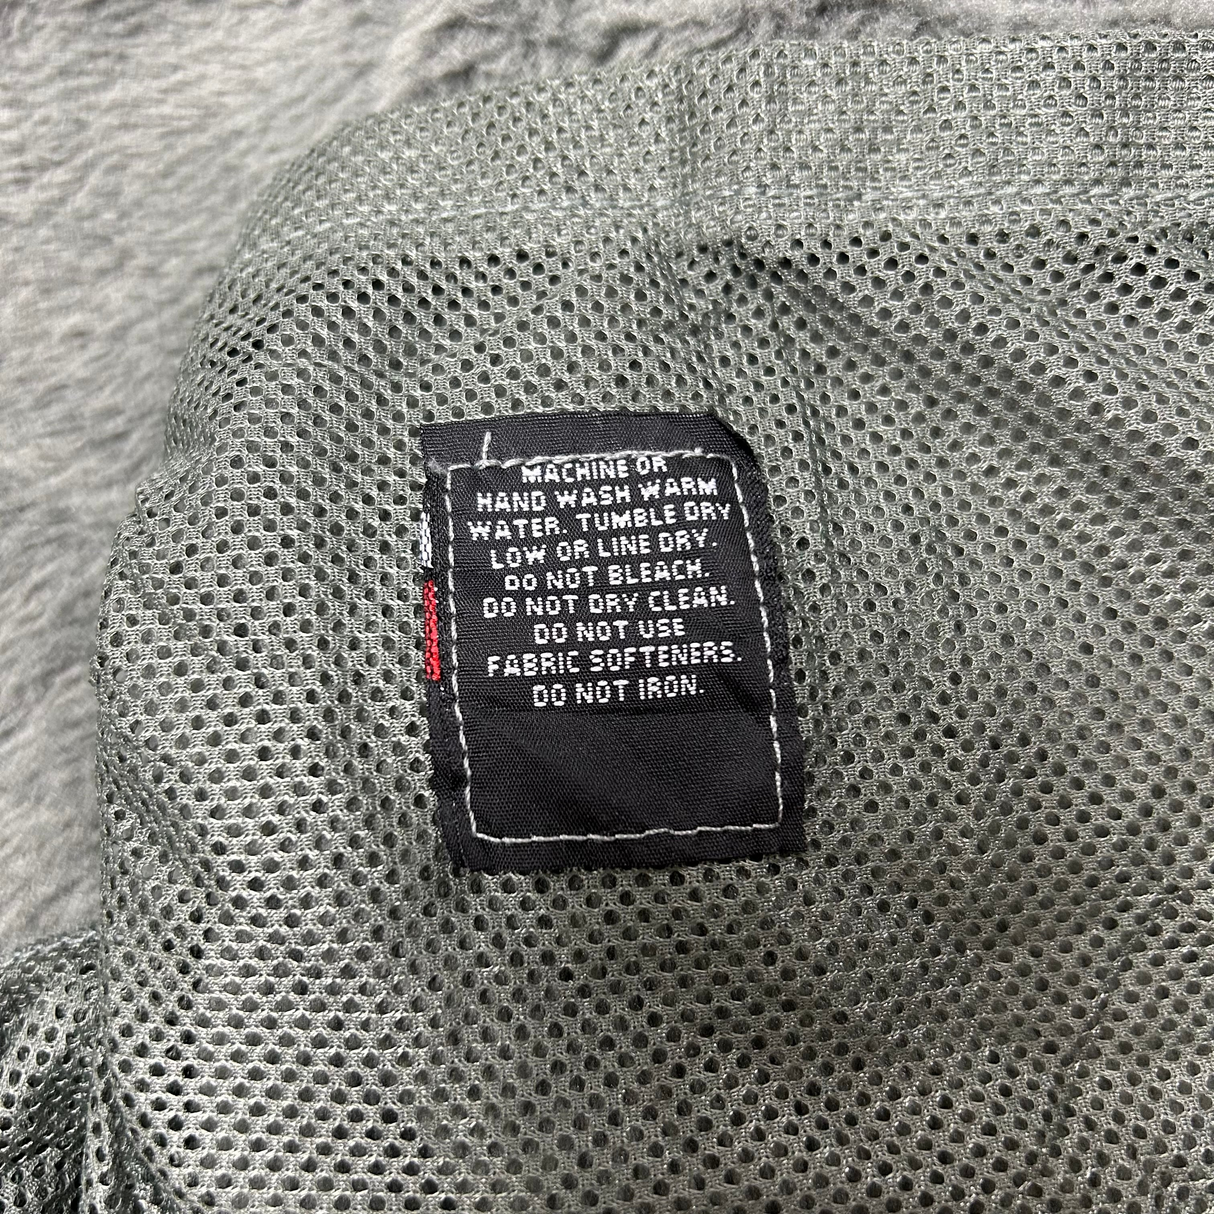 MACHINE OR
HAND WASH WARM
WATER. TUMBLE DRY
LOW OR LINE DRY.
DO NOT BLEACH.
DO NOT DRY CLEAN.
DO NOT USE
FABRIC SOFTENERS.
DO NOT IRON.